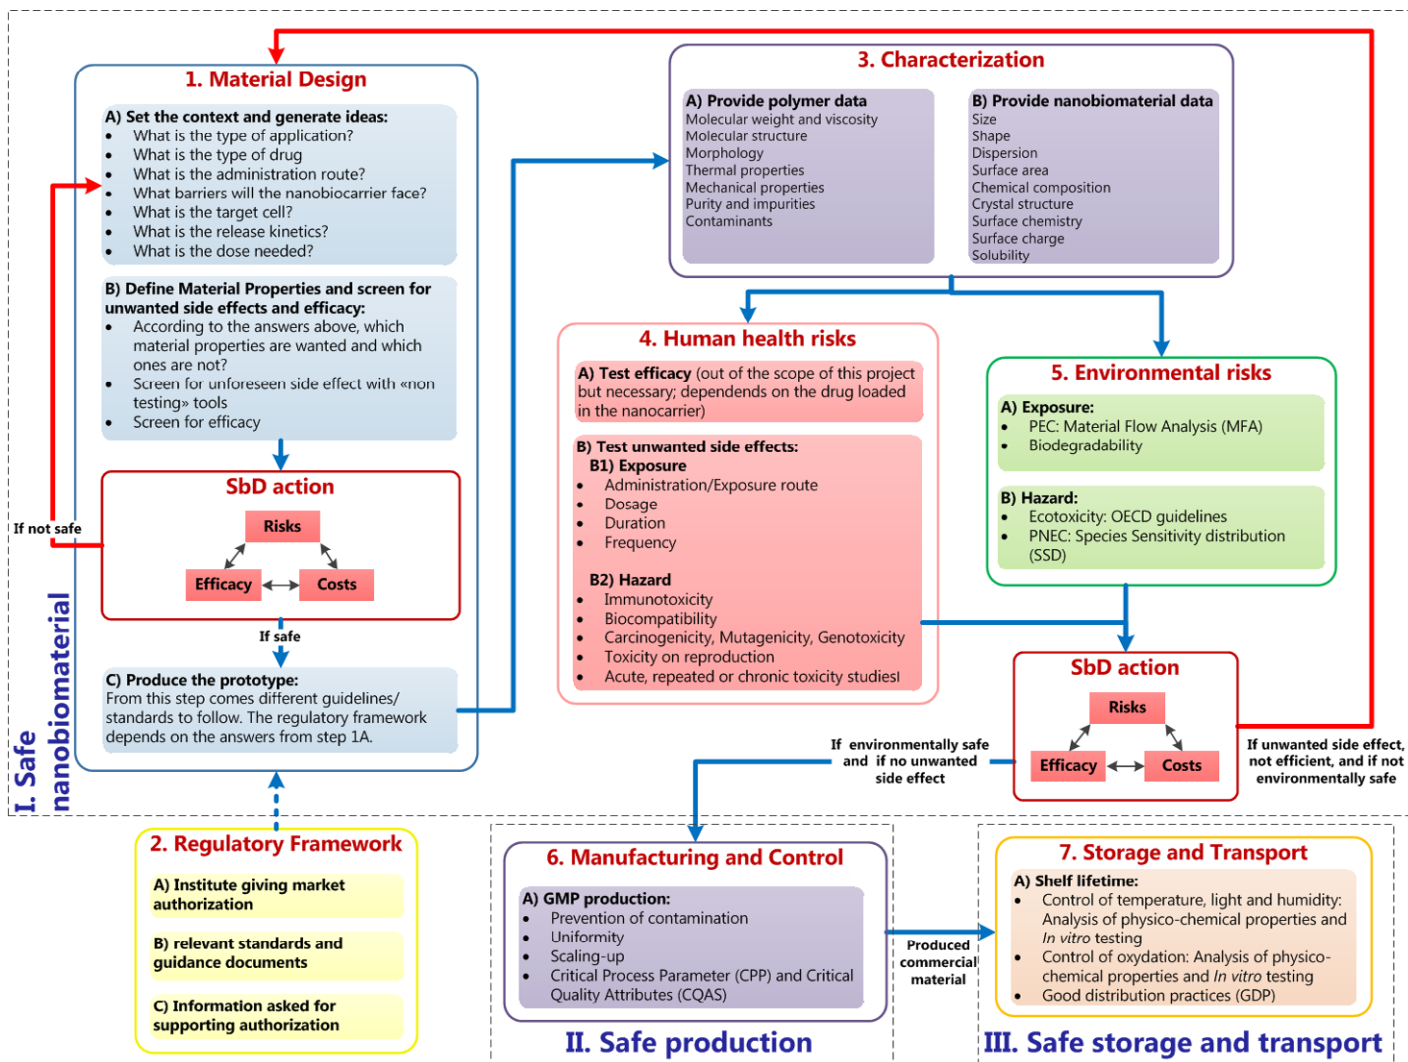 1. Material Design
A) Set the context and generate ideas:
• What is the type of application?
• What is the type of drug
• What is the administration route?
• What barriers will the nanobiocarrier face?
• What is the target cell?
• What is the release kinetics?
• What is the dose needed?
B) Define Material Properties and screen for
unwanted side effects and efficacy:
• According to the answers above, which
material properties are wanted and which
ones are not?
• Screen for unforeseen side effect with «non
testing» tools
• Screen for efficacy
SbD action
Risks
Efficacy
Costs
If not safe
If safe
C) Produce the prototype:
From this step comes different guidelines/
standards to follow. The regulatory framework
depends on the answers from step 1A.
I. Safe
nanobiomaterial
2. Regulatory Framework
A) Institute giving market
authorization
B) relevant standards and
guidance documents
C) Information asked for
supporting authorization
3. Characterization
A) Provide polymer data
Molecular weight and viscosity
Molecular structure
Morphology
Thermal properties
Mechanical properties
Purity and impurities
Contaminants
B) Provide nanobiomaterial data
Size
Shape
Dispersion
Surface area
Chemical composition
Crystal structure
Surface chemistry
Surface charge
Solubility
4. Human health risks
A) Test efficacy (out of the scope of this project
but necessary; dependends on the drug loaded
in the nanocarrier)
B) Test unwanted side effects:
B1) Exposure
• Administration/Exposure route
• Dosage
• Duration
• Frequency
B2) Hazard
• Immunotoxicity
• Biocompatibility
• Carcinogenicity, Mutagenicity, Genotoxicity
• Toxicity on reproduction
• Acute, repeated or chronic toxicity studiesI
5. Environmental risks
A) Exposure:
• PEC: Material Flow Analysis (MFA)
• Biodegradability
B) Hazard:
• Ecotoxicity: OECD guidelines
• PNEC: Species Sensitivity distribution
(SSD)
SbD action
Risks
Efficacy
Costs
If environmentally safe
and if no unwanted
side effect
If unwanted side effect,
not efficient, and if not
environmentally safe
6. Manufacturing and Control
A) GMP production:
• Prevention of contamination
• Uniformity
• Scaling-up
• Critical Process Parameter (CPP) and Critical
Quality Attributes (CQAS)
II. Safe production
Produced
commercial
material
7. Storage and Transport
A) Shelf lifetime:
• Control of temperature, light and humidity:
Analysis of physico-chemical properties and
In vitro testing
• Control of oxydation: Analysis of physico-
chemical properties and In vitro testing
• Good distribution practices (GDP)
III. Safe storage and transport